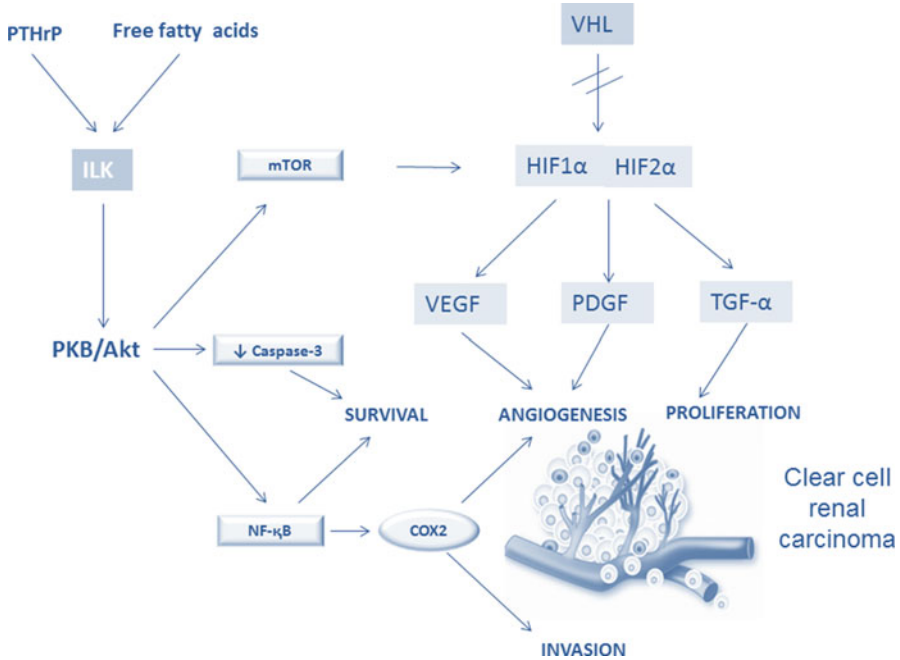 PTHrP
Free fatty acids
VHL
ILK
mTOR
HIF1α
HIF2α
VEGF
PDGF
TGF-α
PKB/Akt
↓ Caspase-3
SURVIVAL
ANGIOGENESIS
PROLIFERATION
Clear cell
renal
carcinoma
NF-κB
COX2
INVASION